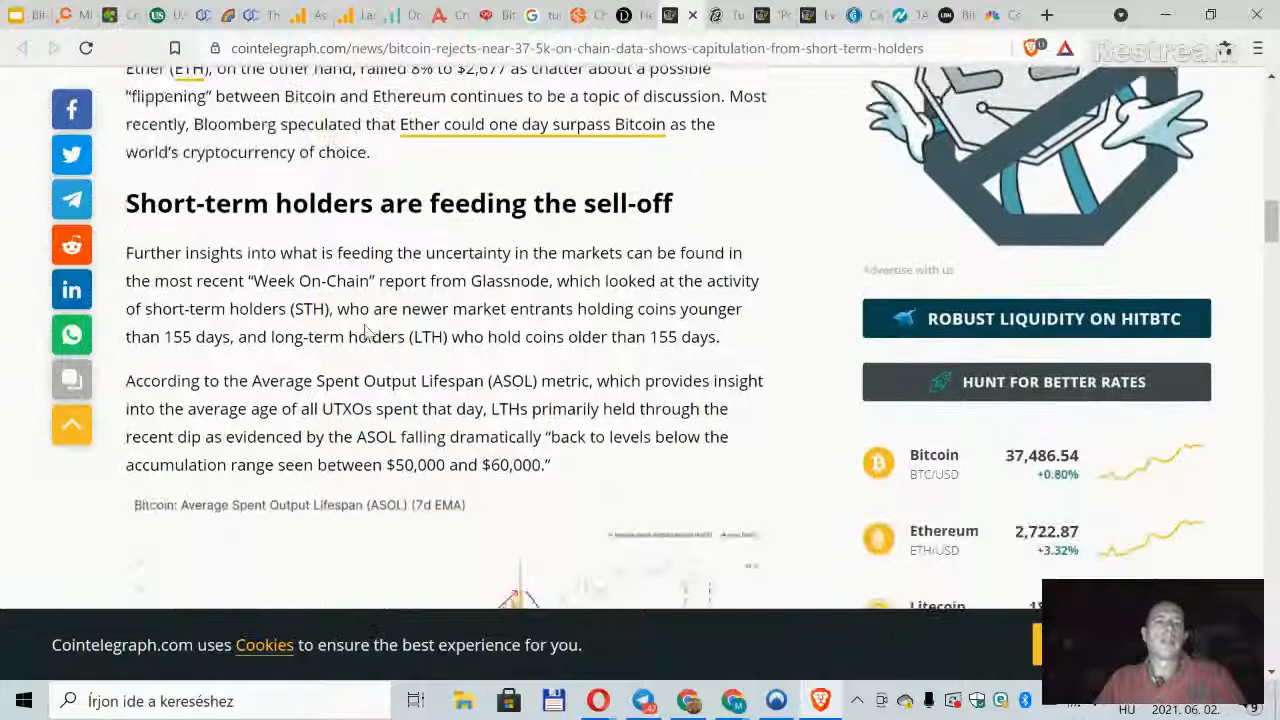 cointelegraph.com/news/bitcoin-rejects-near-37-5k-on-chain-data-shows-capitulation-from-short-term-holders
Restream
Ether (ETH), on the other hand, rallied 8% to $2,677 as chatter about a possible
“flippening” between Bitcoin and Ethereum continues to be a topic of discussion. Most
recently, Bloomberg speculated that Ether could one day surpass Bitcoin as the
world’s cryptocurrency of choice.
Short-term holders are feeding the sell-off
Further insights into what is feeding the uncertainty in the markets can be found in
the most recent “Week On-Chain” report from Glassnode, which looked at the activity
of short-term holders (STH), who are newer market entrants holding coins younger
than 155 days, and long-term holders (LTH) who hold coins older than 155 days.
According to the Average Spent Output Lifespan (ASOL) metric, which provides insight
into the average age of all UTXOs spent that day, LTHs primarily held through the
recent dip as evidenced by the ASOL falling dramatically “back to levels below the
accumulation range seen between $50,000 and $60,000.”
Bitcoin: Average Spent Output Lifespan (ASOL) (7d EMA)
Advertise with us
ROBUST LIQUIDITY ON HITBTC
HUNT FOR BETTER RATES
Bitcoin 37,486.54
BTC/USD +0.80%
Ethereum 2,722.87
ETH/USD +3.32%
Litecoin
Cointelegraph.com uses Cookies to ensure the best experience for you.
Írjon ide a kereséshez
HU
2021. 06. 02.